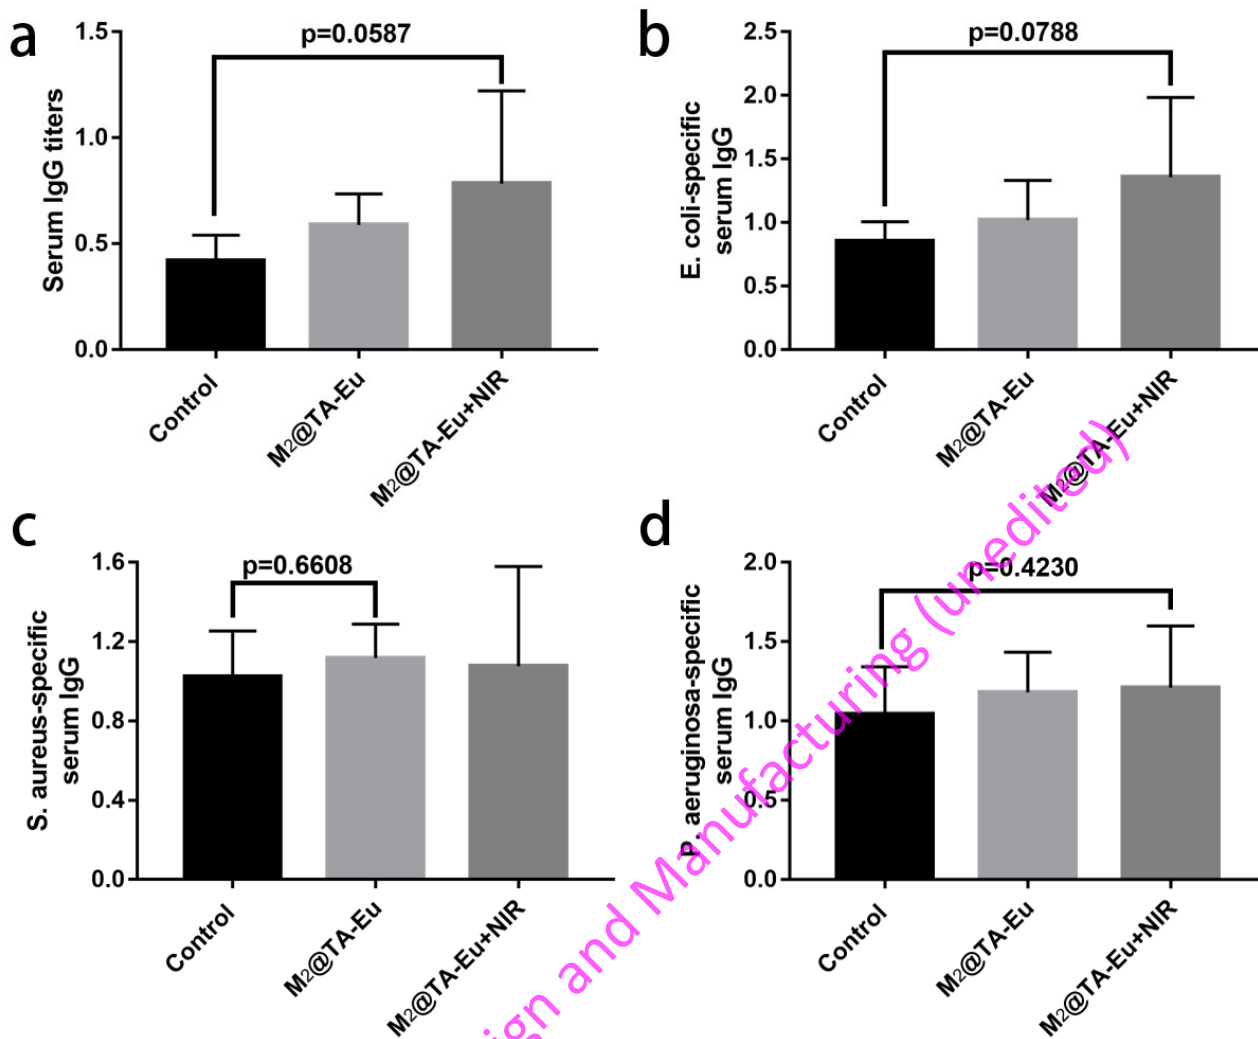 a
p=0.0587
Serum IgG titers
1.5
1.0
0.5
0.0
Control
M2@TA-Eu
M2@TA-Eu+NIR
b
p=0.0788
E. coli-specific
serum IgG
2.5
2.0
1.5
1.0
0.5
0.0
Control
M2@TA-Eu
M2@TA-Eu+NIR
c
p=0.6608
S. aureus-specific
serum IgG
1.6
1.2
0.8
0.4
0.0
Control
M2@TA-Eu
M2@TA-Eu+NIR
d
p=0.4230
P. aeruginosa-specific
serum IgG
2.0
1.5
1.0
0.5
0.0
Control
M2@TA-Eu
M2@TA-Eu+NIR
ign and Manufacturing (unedited)